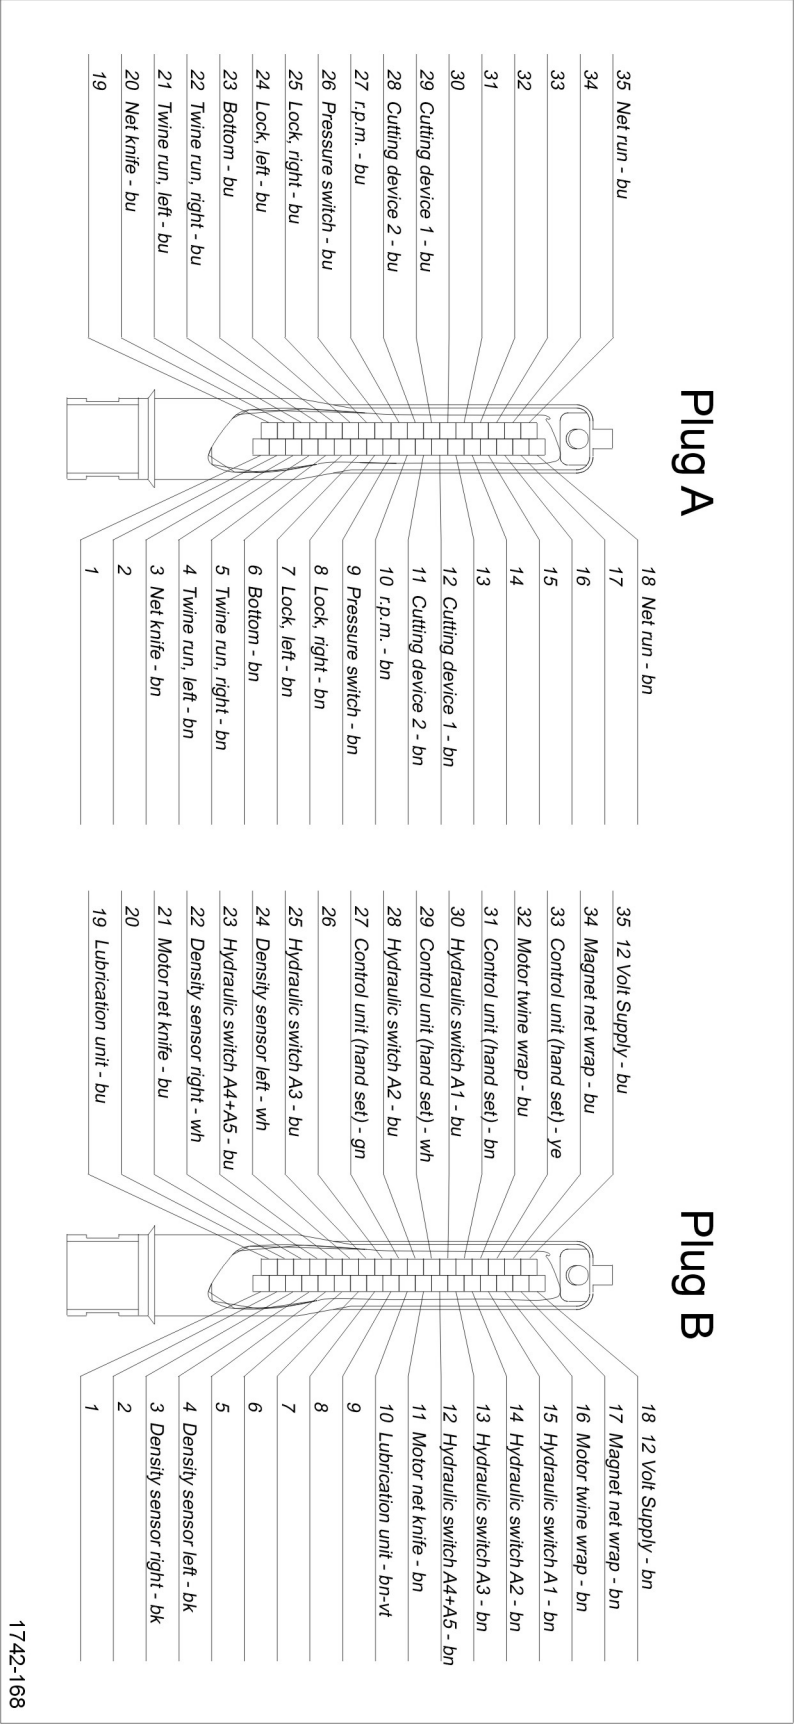 Plug A
35 Net run - bu
34
33
32
31
30
29 Cutting device 1 - bu
28 Cutting device 2 - bu
27 r.p.m. - bu
26 Pressure switch - bu
25 Lock, right - bu
24 Lock, left - bu
23 Bottom - bu
22 Twine run, right - bu
21 Twine run, left - bu
20 Net knife - bu
19
18 Net run - bn
17
16
15
14
13
12 Cutting device 1 - bn
11 Cutting device 2 - bn
10 r.p.m. - bn
9 Pressure switch - bn
8 Lock, right - bn
7 Lock, left - bn
6 Bottom - bn
5 Twine run, right - bn
4 Twine run, left - bn
3 Net knife - bn
2
1
Plug B
35 12 Volt Supply - bu
34 Magnet net wrap - bu
33 Control unit (hand set) - ye
32 Motor twine wrap - bu
31 Control unit (hand set) - bn
30 Hydraulic switch A1 - bu
29 Control unit (hand set) - wh
28 Hydraulic switch A2 - bu
27 Control unit (hand set) - gn
26
25 Hydraulic switch A3 - bu
24 Density sensor left - wh
23 Hydraulic switch A4+A5 - bu
22 Density sensor right - wh
21 Motor net knife - bu
20
19 Lubrication unit - bu
18 12 Volt Supply - bn
17 Magnet net wrap - bn
16 Motor twine wrap - bn
15 Hydraulic switch A1 - bn
14 Hydraulic switch A2 - bn
13 Hydraulic switch A3 - bn
12 Hydraulic switch A4+A5 - bn
11 Motor net knife - bn
10 Lubrication unit - bn-vt
9
8
7
6
5
4 Density sensor left - bk
3 Density sensor right - bk
2
1
1742-168